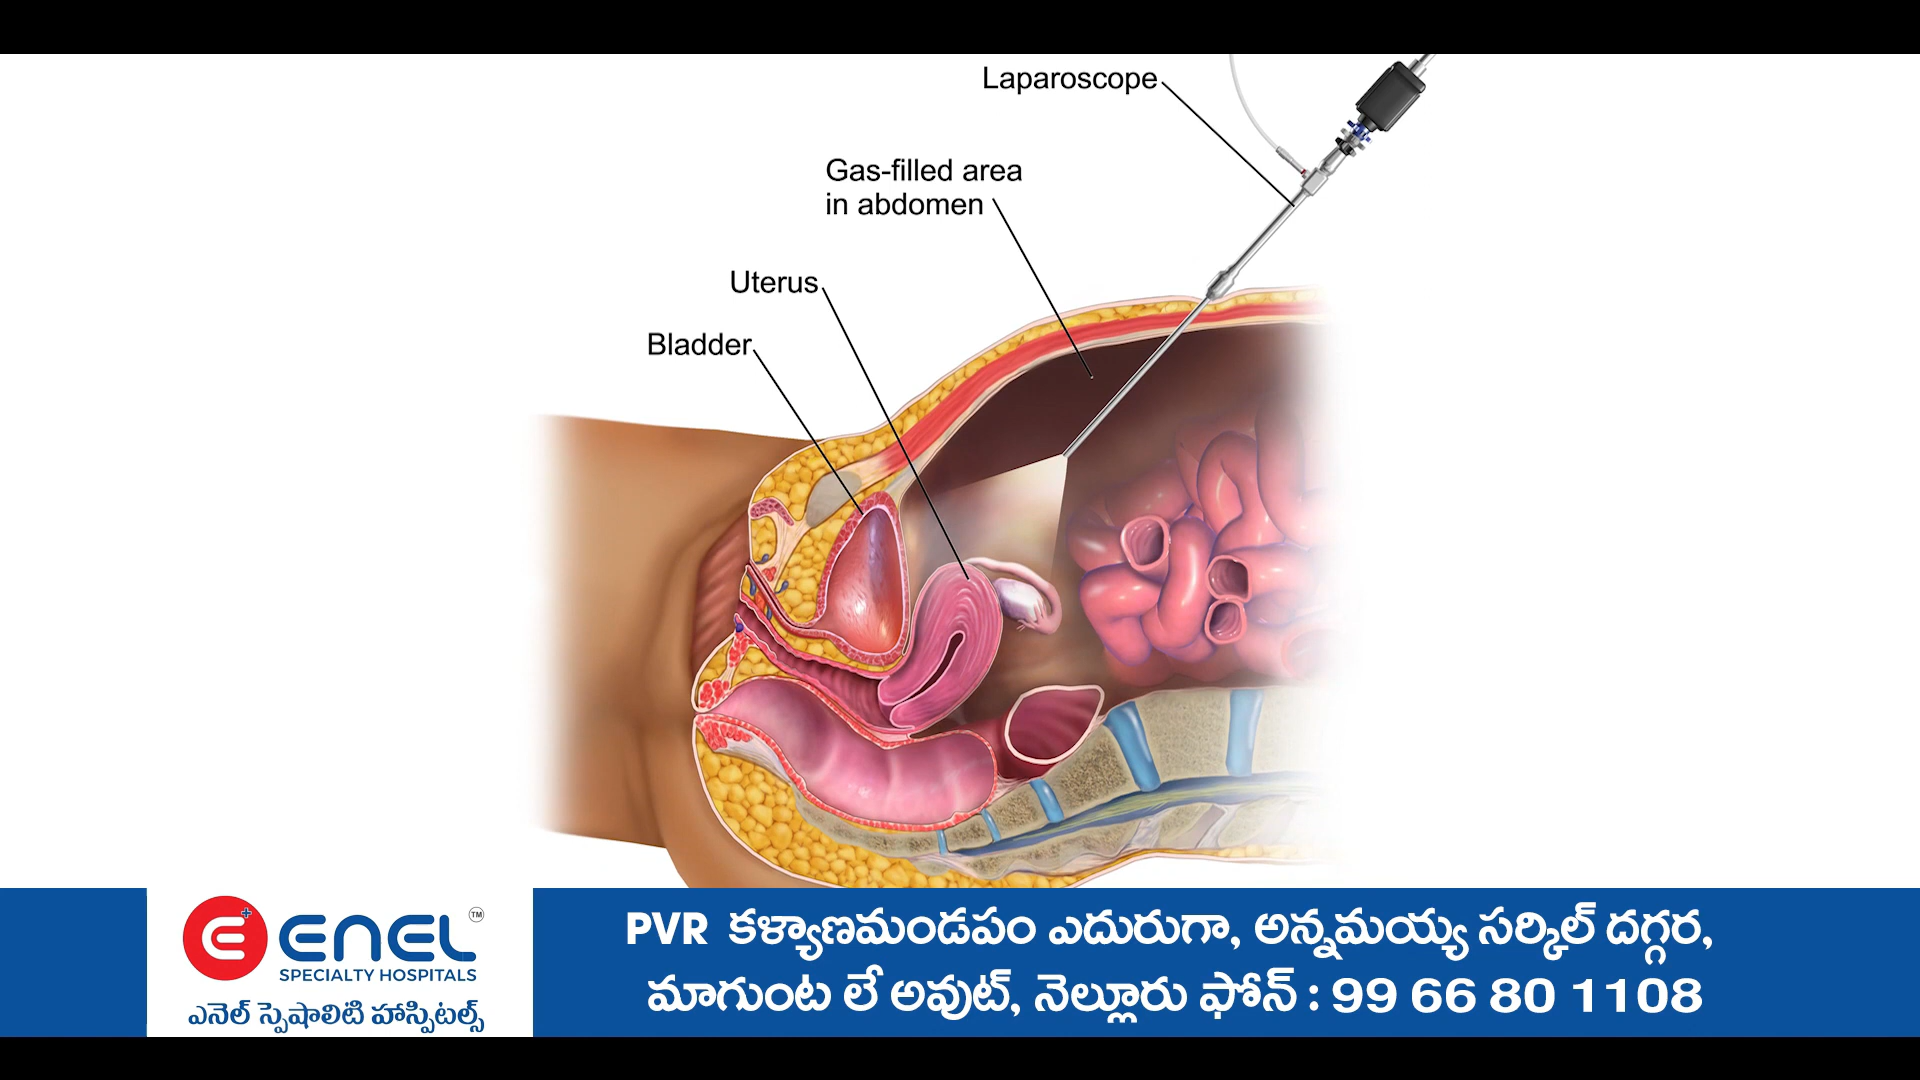 Laparoscope
Gas-filled area
in abdomen
Uterus
Bladder
ENEL™
SPECIALTY HOSPITALS
ఎనెల్ స్పెషాలిటి హాస్పిటల్స్
PVR కళ్యాణమండపం ఎదురుగా, అన్నమయ్య సర్కిల్ దగ్గర,
మాగుంట లే అవుట్, నెల్లూరు ఫోన్ : 99 66 80 1108